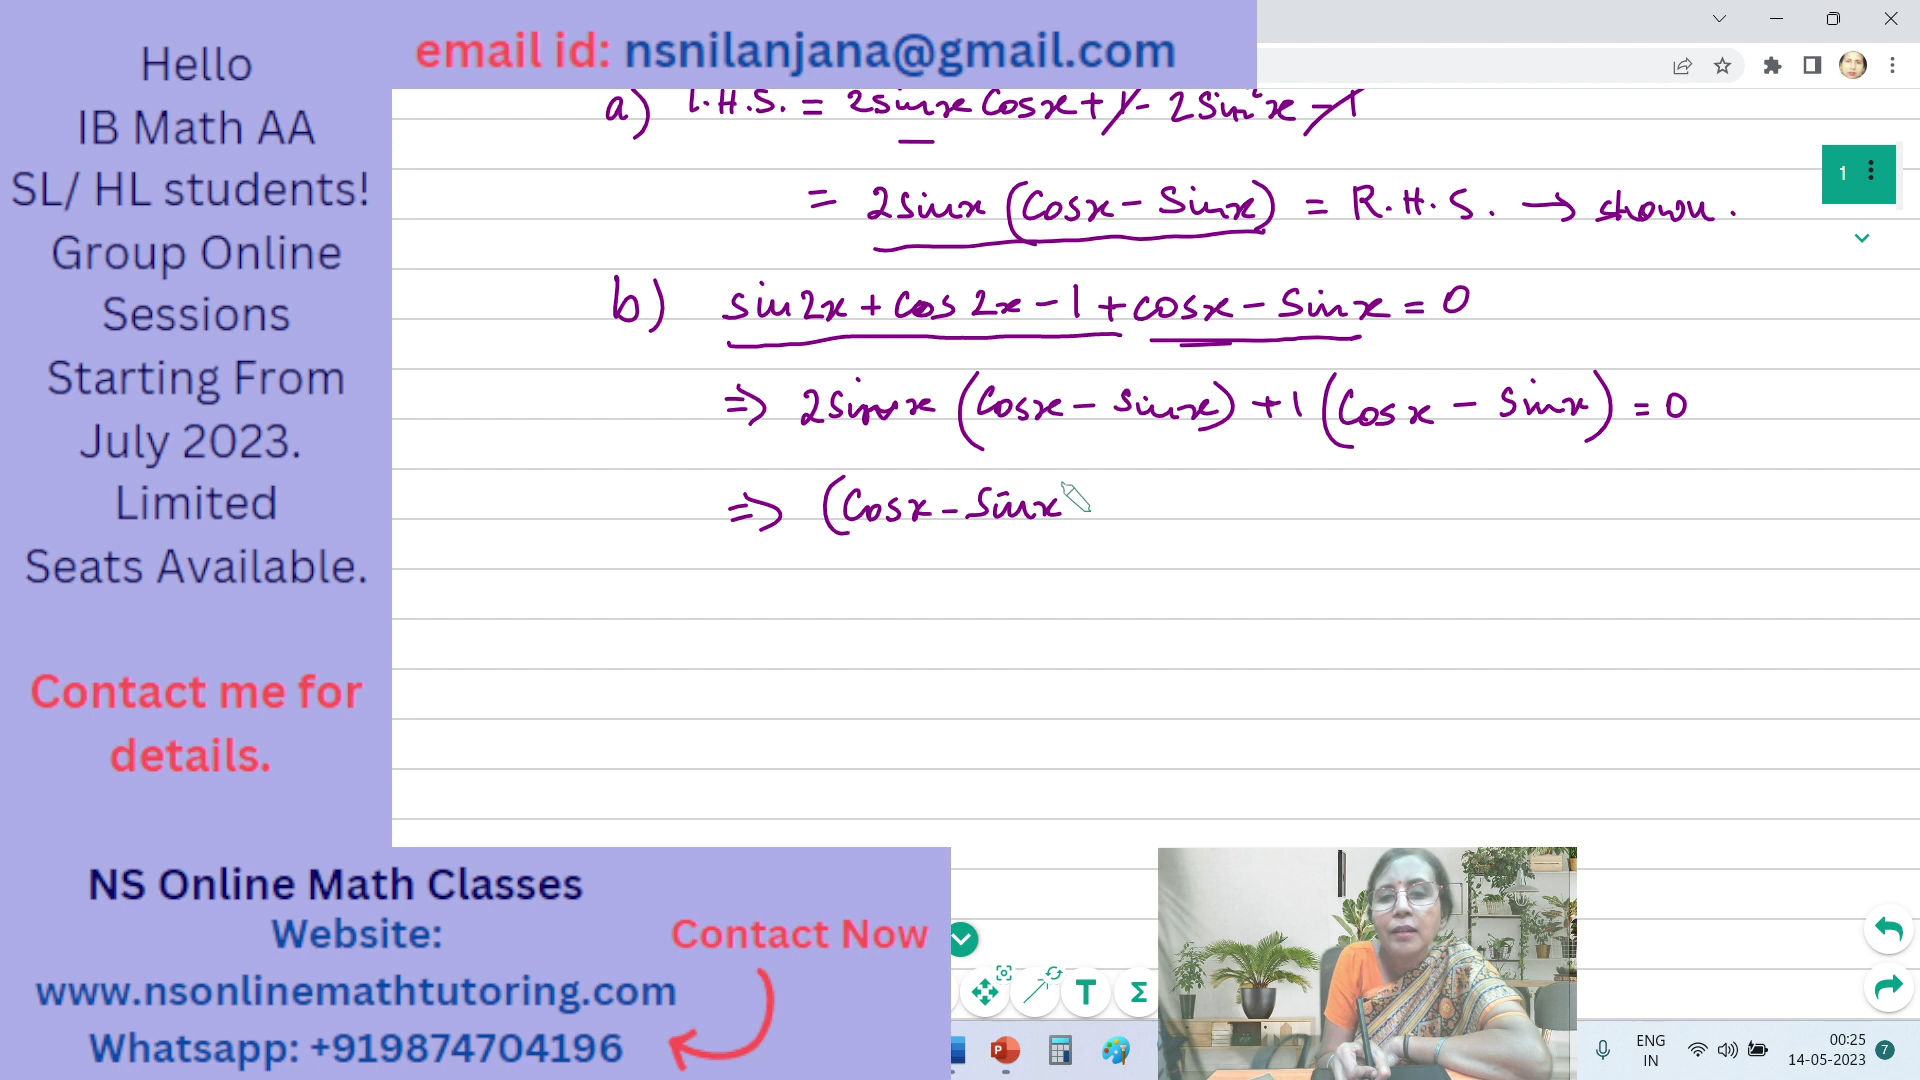 Hello
IB Math AA
SL/ HL students!
Group Online
Sessions
Starting From
July 2023.
Limited
Seats Available.
Contact me for
details.
email id: nsnilanjana@gmail.com
a) L.H.S. = 2sinx Cosx + 1 - 2Sin²x - 1
= 2sinx (Cosx - Sinx) = R.H.S. → shown.
b) sin2x + cos2x - 1 + cosx - sinx = 0
⇒ 2sinx (Cosx - sinx) + 1 (Cosx - Sinx) = 0
⇒ (Cosx - Sinx
1
NS Online Math Classes
Website:
www.nsonlinemathtutoring.com
Whatsapp: +919874704196
Contact Now
T Σ
ENG
IN
00:25
14-05-2023
7